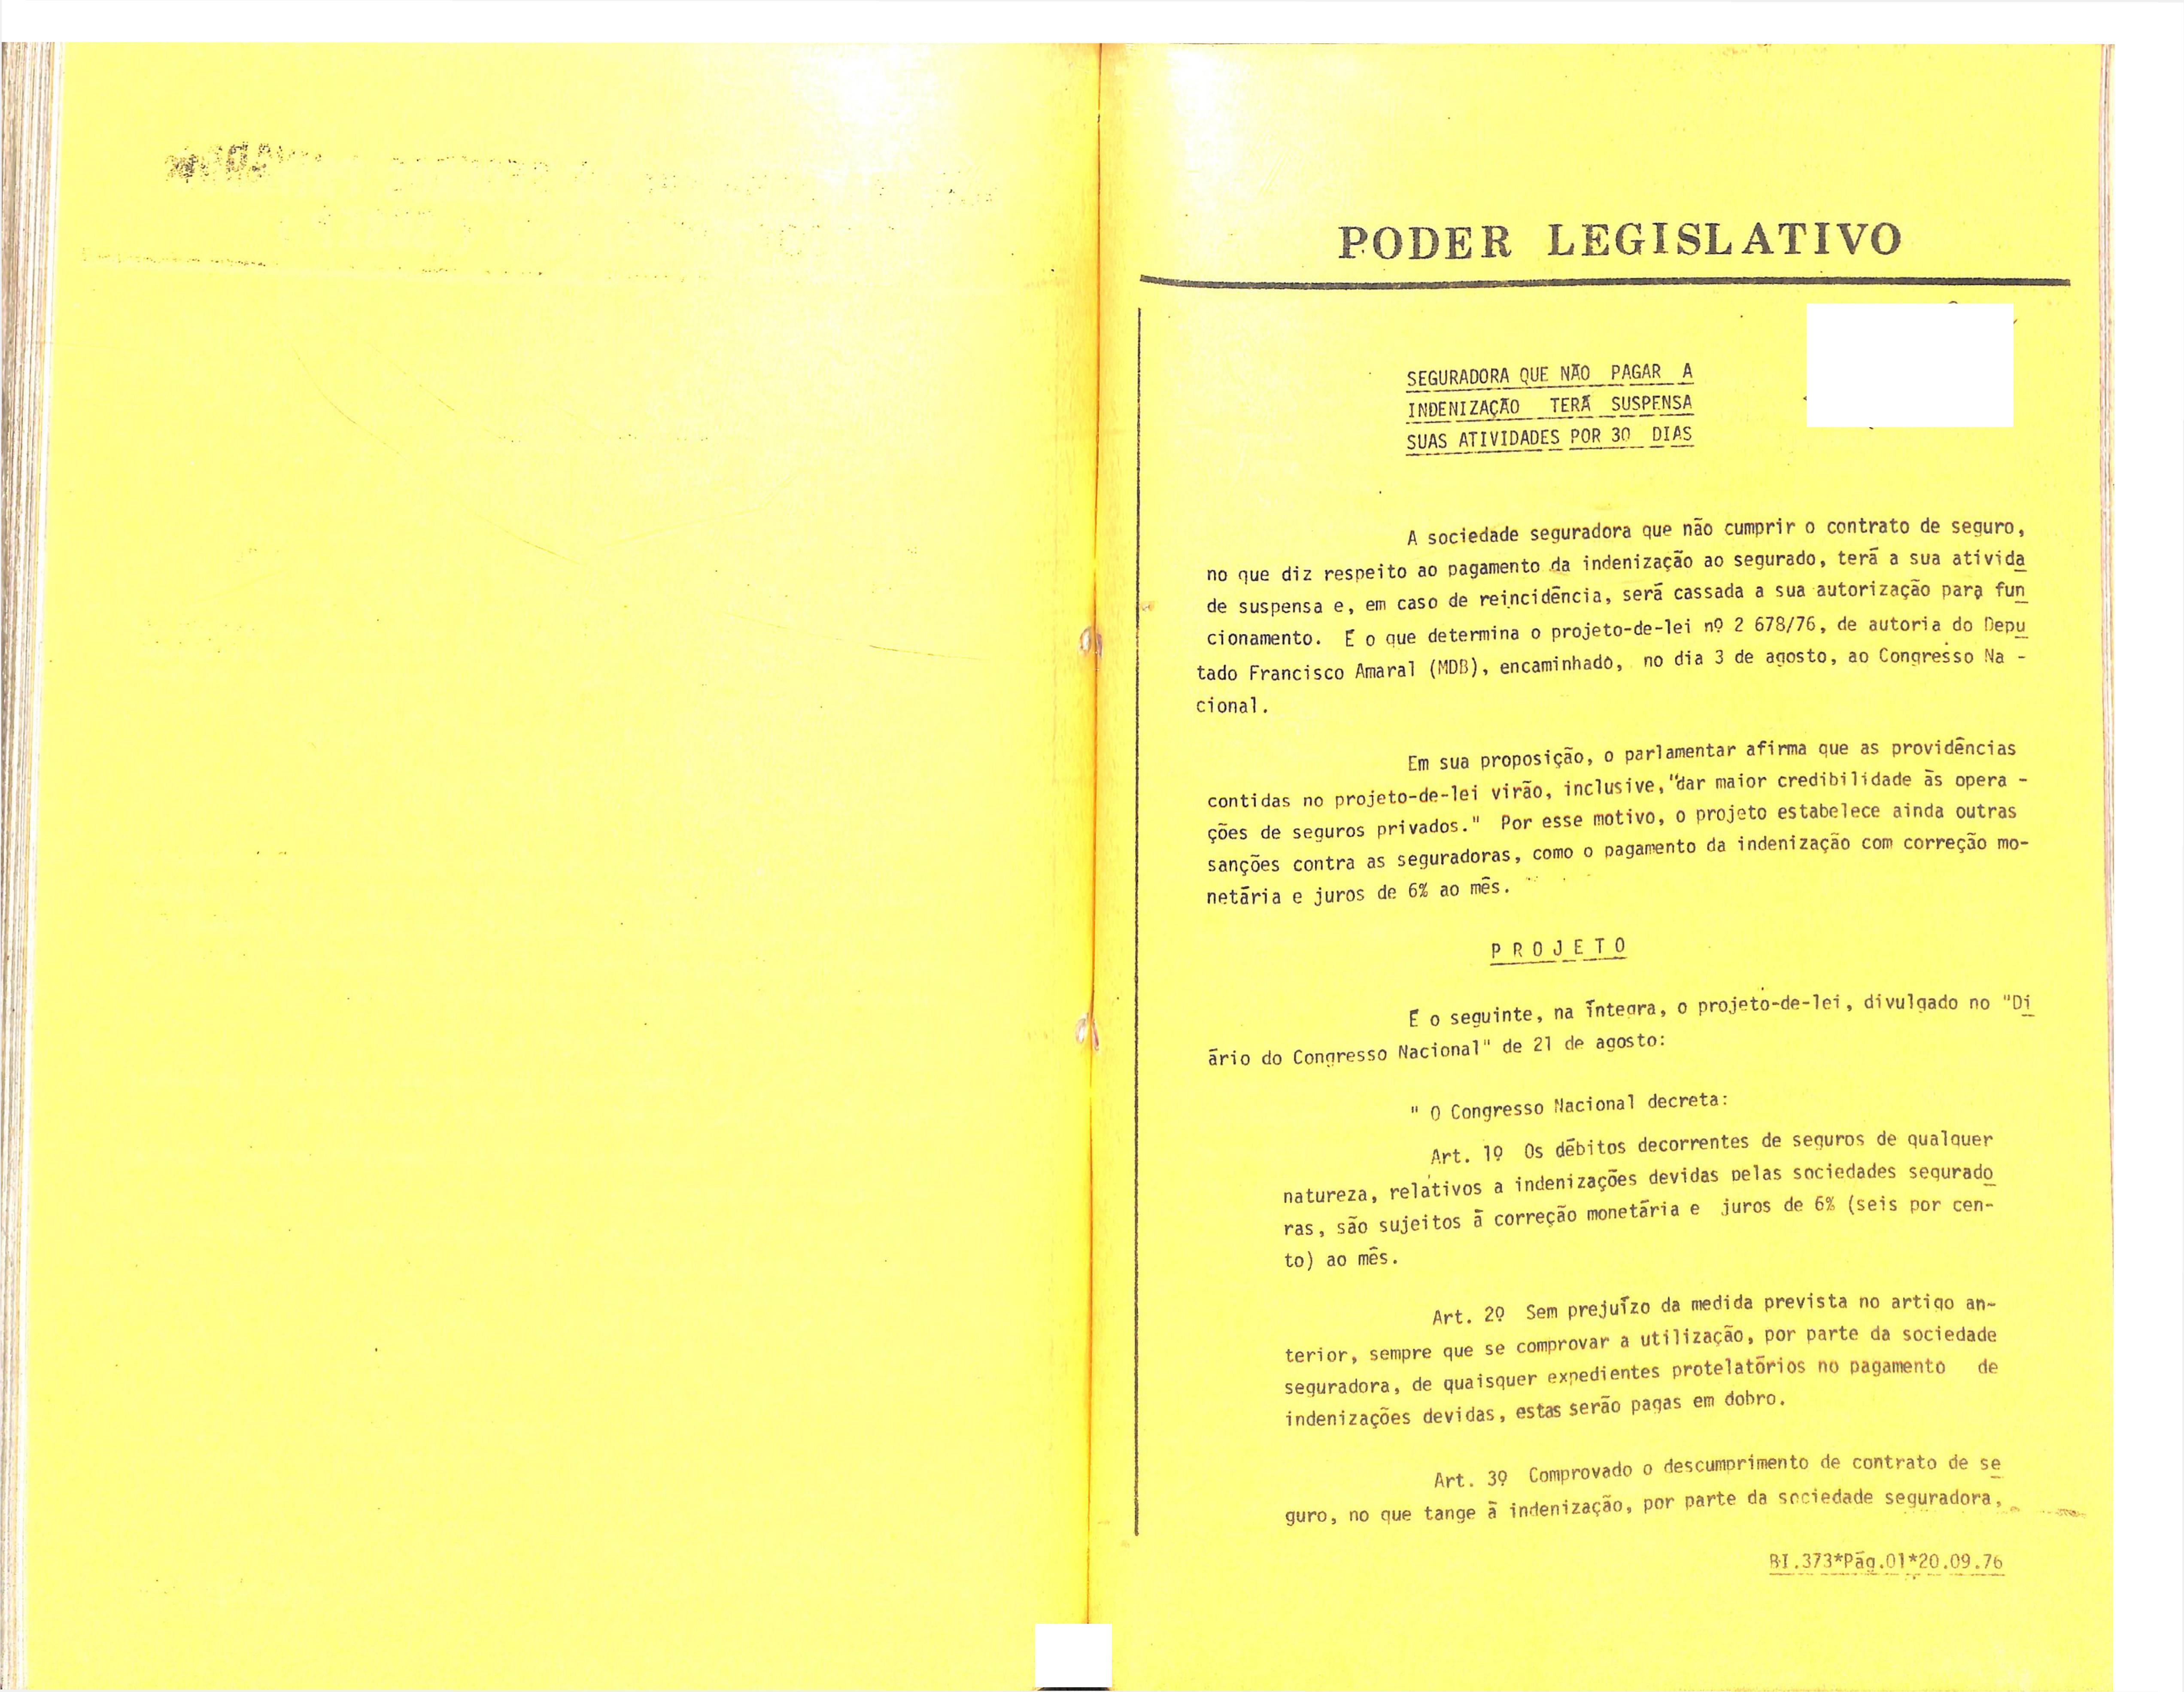 PODER LEGISLATIVO
SEGURADORA QUE NÃO PAGAR A
INDENIZAÇÃO TERÁ SUSPENSA
SUAS ATIVIDADES POR 30 DIAS
A sociedade seguradora que não cumprir o contrato de seguro,
no que diz respeito ao pagamento da indenização ao segurado, terá a sua ativida
de suspensa e, em caso de reincidência, será cassada a sua autorização para fun
cionamento. É o que determina o projeto-de-lei nº 2 678/76, de autoria do Depu
tado Francisco Amaral (MDB), encaminhado, no dia 3 de agosto, ao Congresso Na -
cional.
Em sua proposição, o parlamentar afirma que as providências
contidas no projeto-de-lei virão, inclusive, "dar maior credibilidade às opera -
ções de seguros privados." Por esse motivo, o projeto estabelece ainda outras
sanções contra as seguradoras, como o pagamento da indenização com correção mo-
netária e juros de 6% ao mês.
P R O J E T O
É o seguinte, na íntegra, o projeto-de-lei, divulgado no "Di
ário do Congresso Nacional" de 21 de agosto:
" O Congresso Nacional decreta:
Art. 1º Os débitos decorrentes de seguros de qualquer
natureza, relativos a indenizações devidas pelas sociedades segurado
ras, são sujeitos à correção monetária e juros de 6% (seis por cen-
to) ao mês.
Art. 2º Sem prejuízo da medida prevista no artigo an-
terior, sempre que se comprovar a utilização, por parte da sociedade
seguradora, de quaisquer expedientes protelatórios no pagamento de
indenizações devidas, estas serão pagas em dobro.
Art. 3º Comprovado o descumprimento de contrato de se
guro, no que tange à indenização, por parte da sociedade seguradora,
BI.373*Pág.01*20.09.76